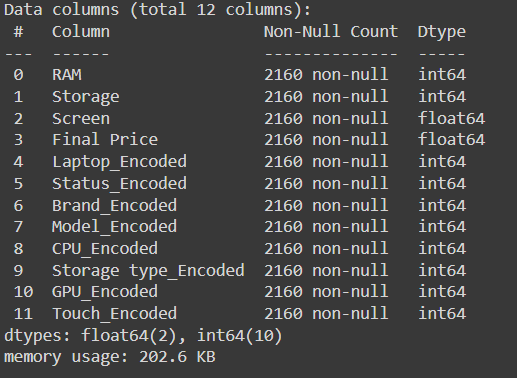 Data columns (total 12 columns):
 #   Column                Non-Null Count  Dtype
---  ------                --------------  -----
 0   RAM                   2160 non-null   int64
 1   Storage               2160 non-null   int64
 2   Screen                2160 non-null   float64
 3   Final Price           2160 non-null   float64
 4   Laptop_Encoded        2160 non-null   int64
 5   Status_Encoded        2160 non-null   int64
 6   Brand_Encoded         2160 non-null   int64
 7   Model_Encoded         2160 non-null   int64
 8   CPU_Encoded           2160 non-null   int64
 9   Storage type_Encoded  2160 non-null   int64
 10  GPU_Encoded           2160 non-null   int64
 11  Touch_Encoded         2160 non-null   int64
dtypes: float64(2), int64(10)
memory usage: 202.6 KB